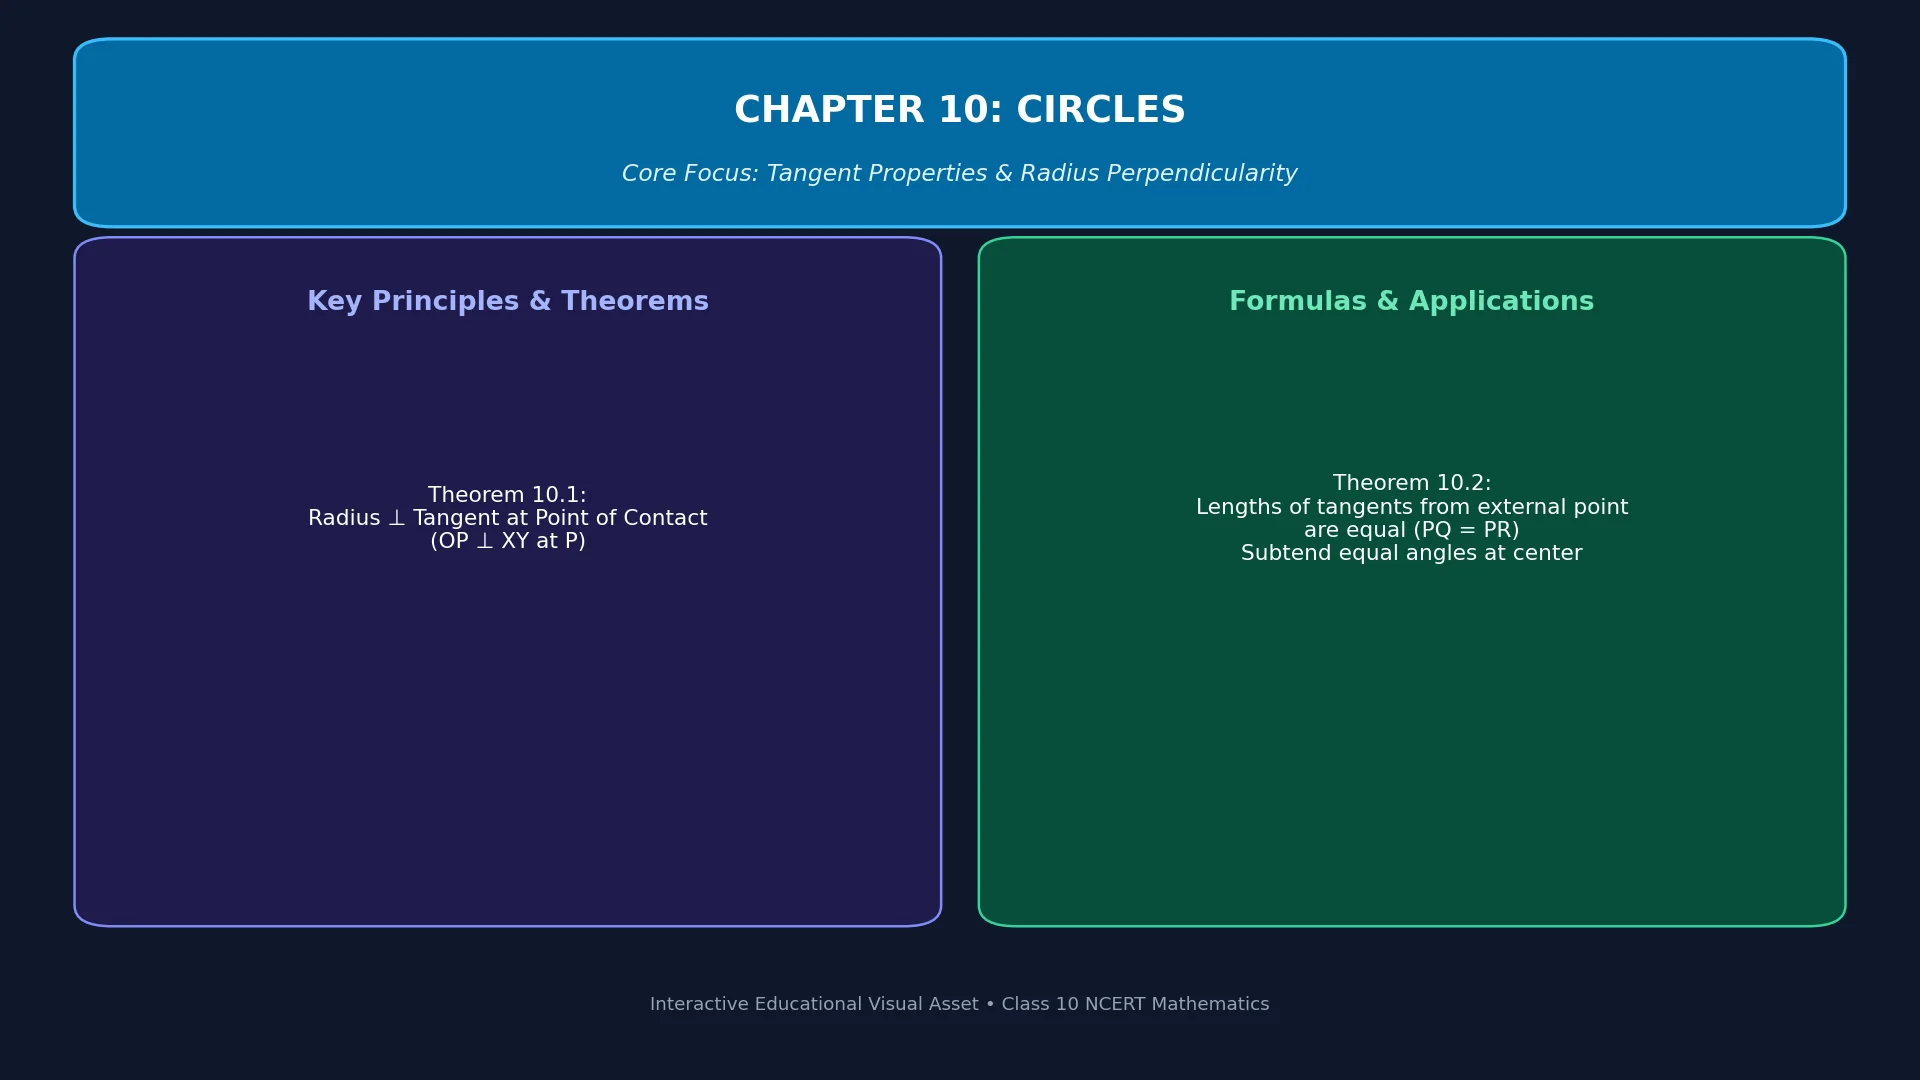 CHAPTER 10: CIRCLES
Core Focus: Tangent Properties & Radius Perpendicularity
Key Principles & Theorems
Theorem 10.1:
Radius ⊥ Tangent at Point of Contact
(OP ⊥ XY at P)
Formulas & Applications
Theorem 10.2:
Lengths of tangents from external point
are equal (PQ = PR)
Subtend equal angles at center
Interactive Educational Visual Asset • Class 10 NCERT Mathematics